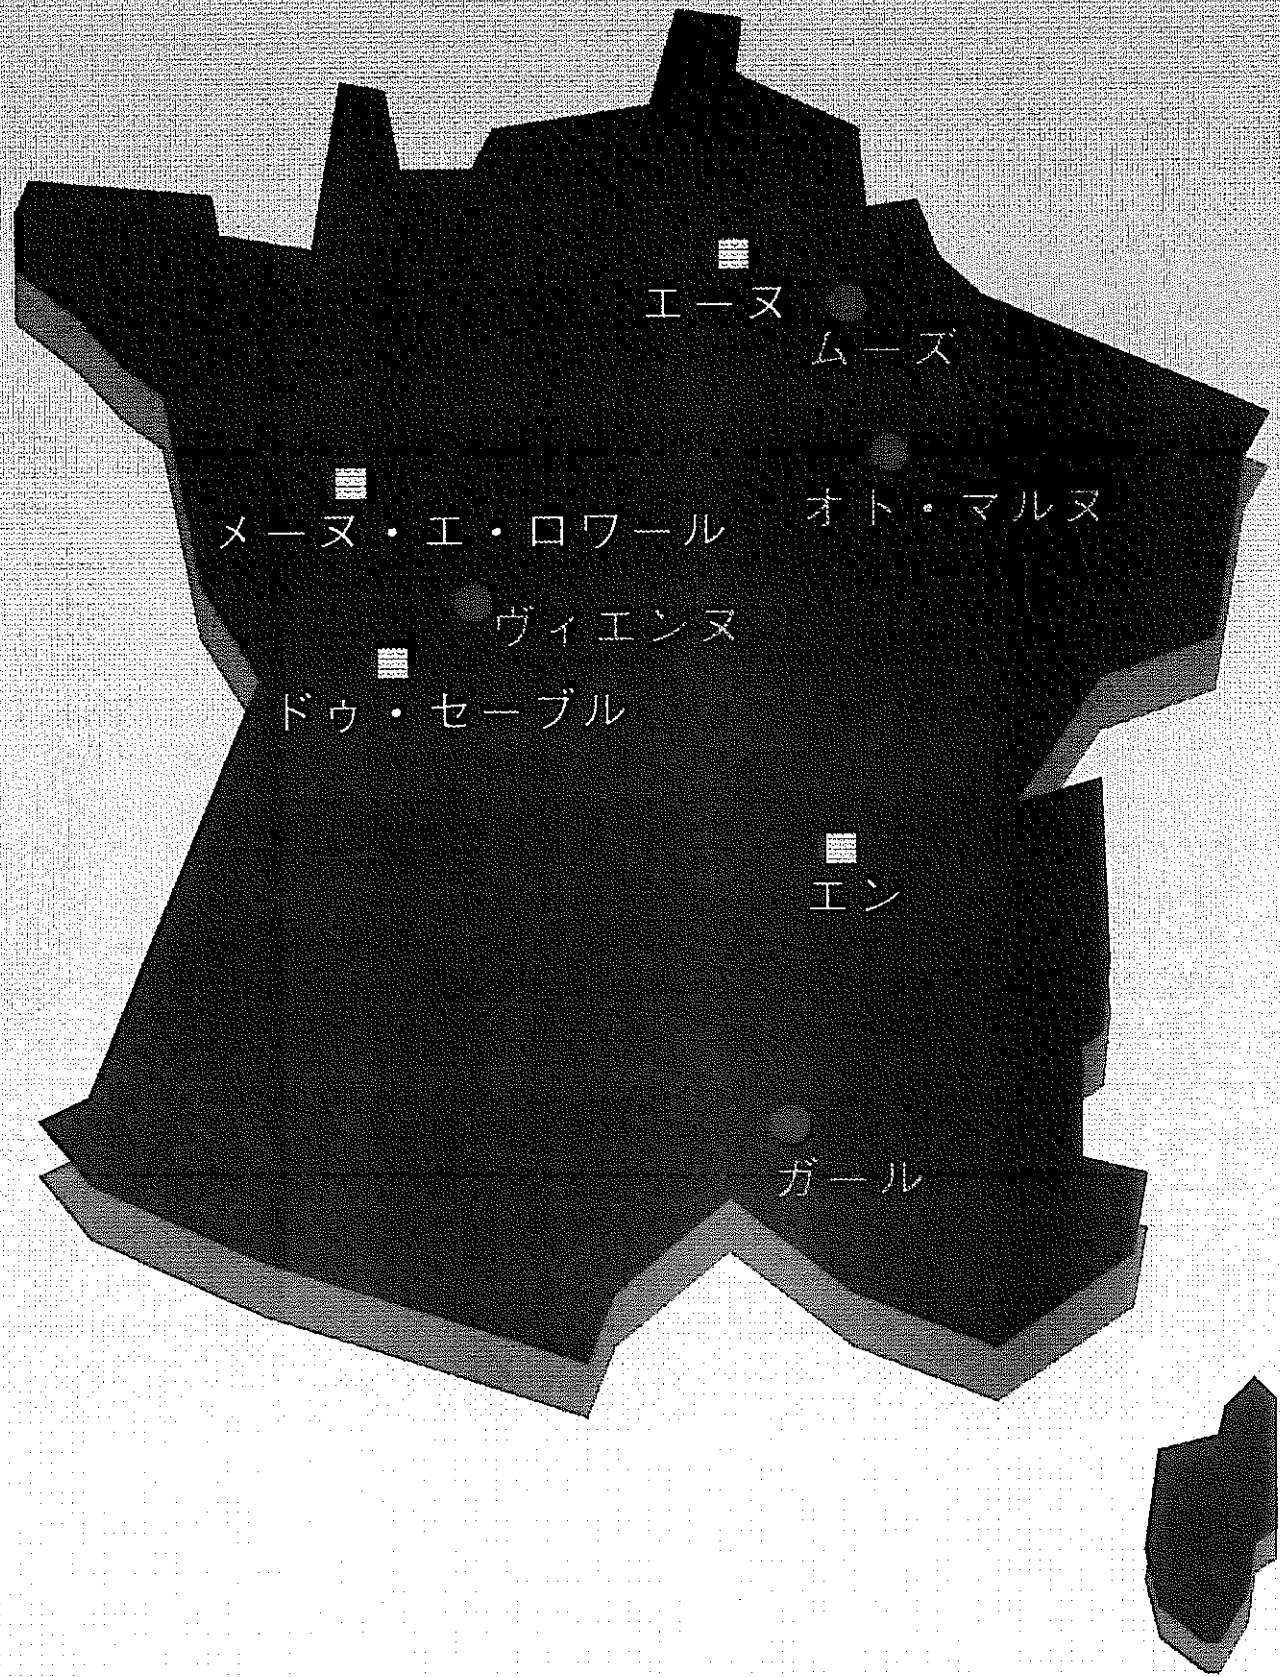 エーヌ
ムーズ
オト・マルヌ
メーヌ・エ・ロワール
ヴィエンヌ
ドゥ・セーブル
エン
ガール